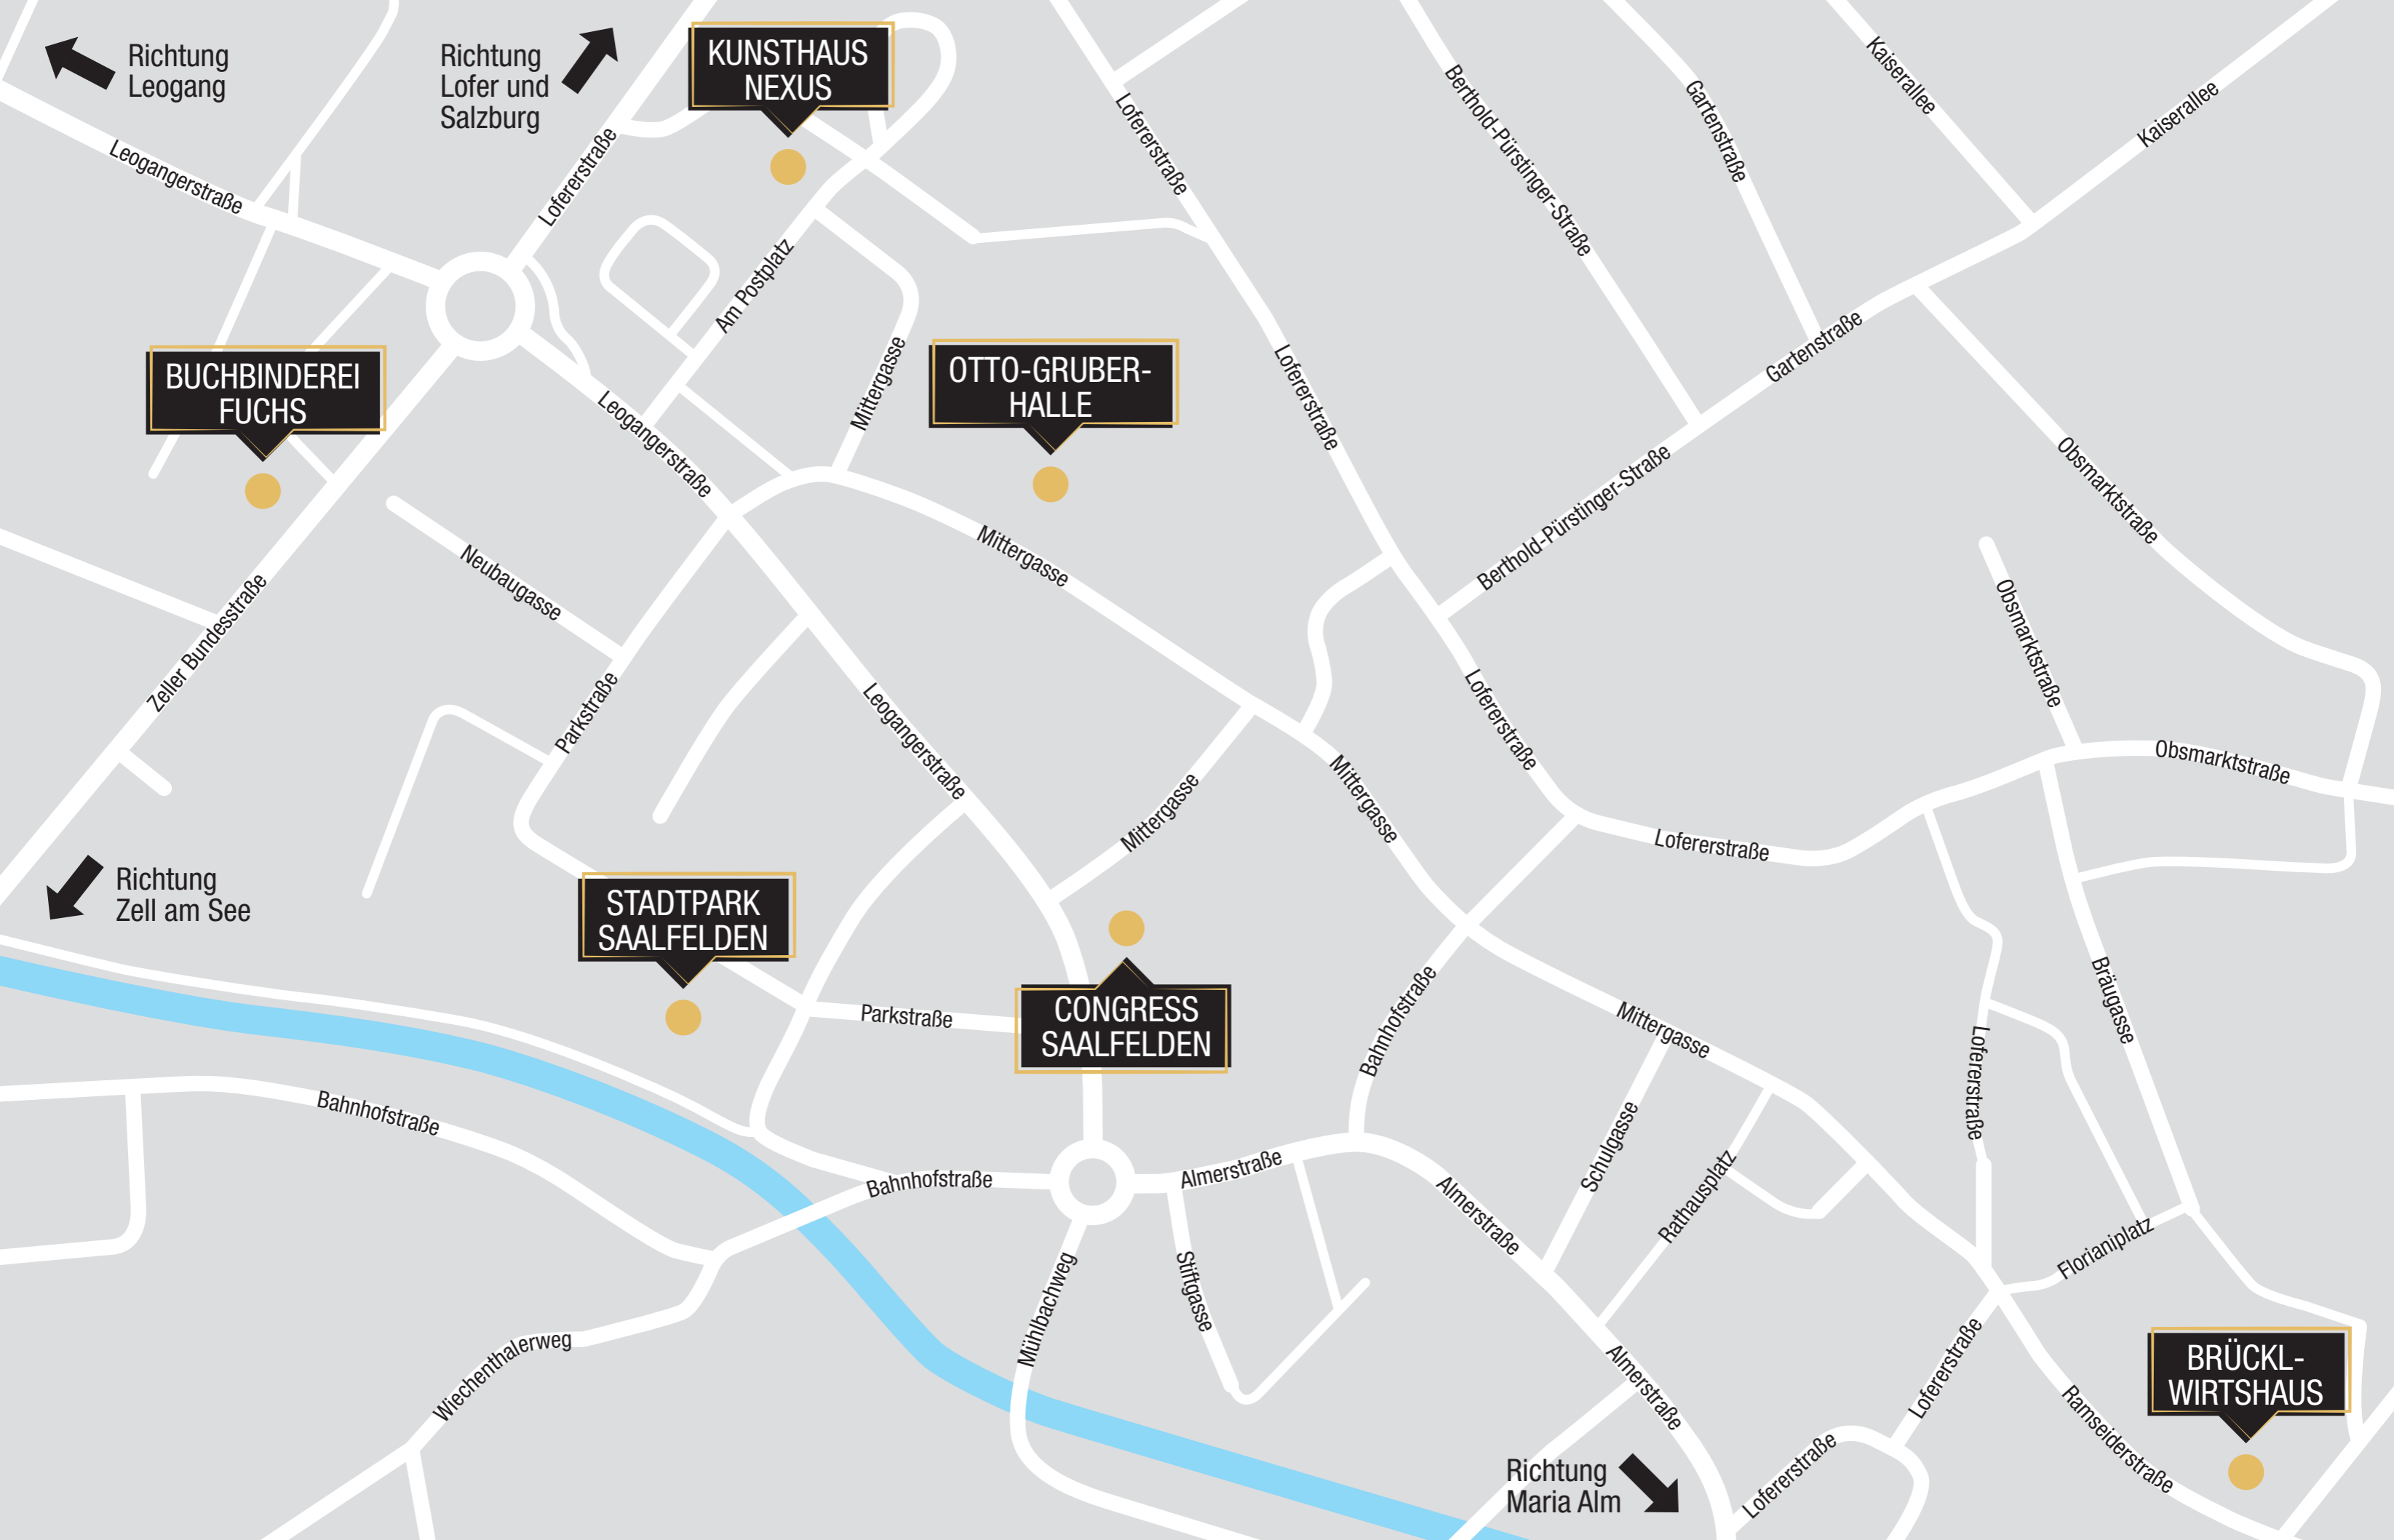 Richtung
Leogang
Richtung
Lofer und
Salzburg
KUNSTHAUS
NEXUS
Kaiserallee
Kaiserallee
Berthold-Pürstinger-Straße
Gartenstraße
Lofererstraße
Lofererstraße
Leogangerstraße
Am Postplatz
BUCHBINDEREI
FUCHS
OTTO-GRUBER-
HALLE
Mittergasse
Lofererstraße
Gartenstraße
Leogangerstraße
Berthold-Pürstinger-Straße
Obsmarktstraße
Neubaugasse
Mittergasse
Zeller Bundesstraße
Obsmarktstraße
Parkstraße
Leogangerstraße
Lofererstraße
Obsmarktstraße
Mittergasse
Mittergasse
Lofererstraße
Richtung
Zell am See
STADTPARK
SAALFELDEN
Parkstraße
CONGRESS
SAALFELDEN
Bahnhofstraße
Mittergasse
Bräugasse
Lofererstraße
Bahnhofstraße
Schulgasse
Bahnhofstraße
Almerstraße
Almerstraße
Rathausplatz
Florianiplatz
Mühlbachweg
Stiftgasse
Wiechenthalerweg
Almerstraße
Lofererstraße
BRÜCKL-
WIRTSHAUS
Ramseiderstraße
Richtung
Maria Alm
Lofererstraße